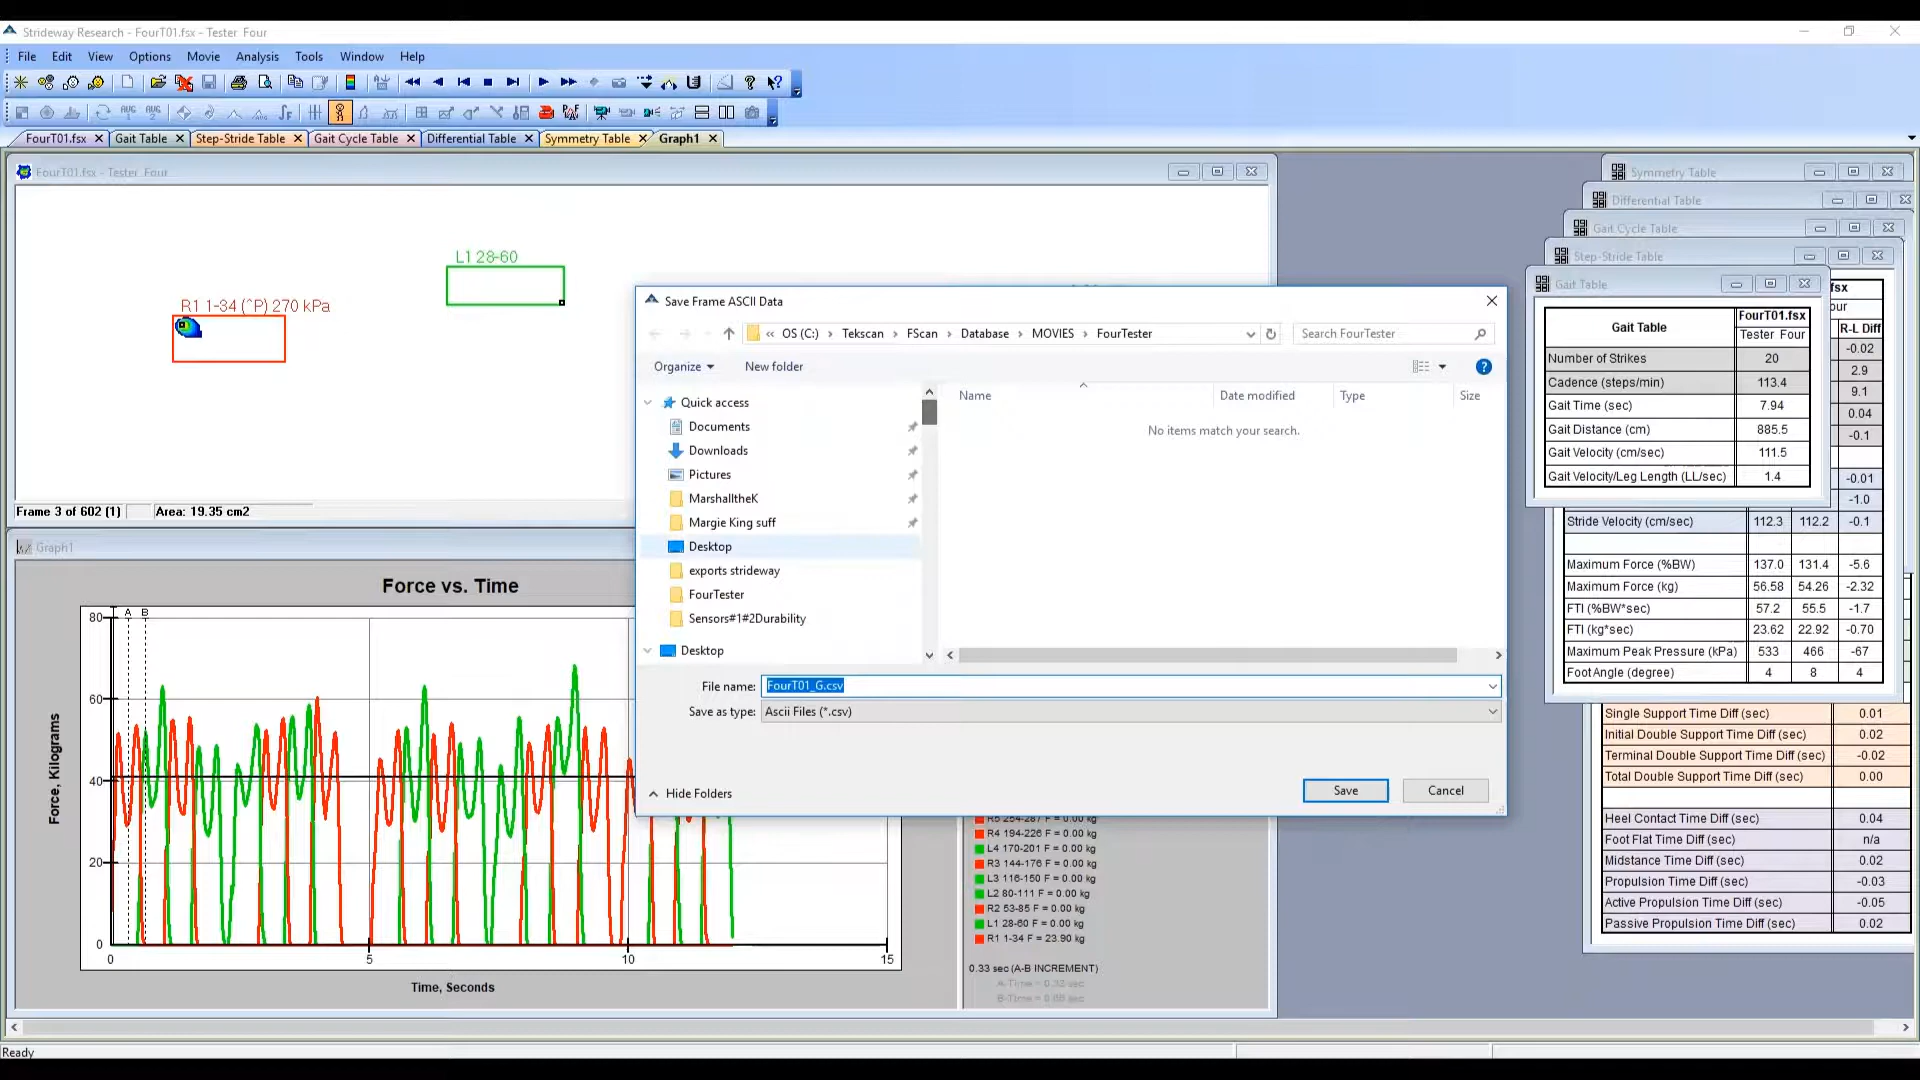 Strideway Research - FourT01.fsx - Tester Four
File Edit View Options Movie Analysis Tools Window Help
FourT01.fsx Gait Table Step-Stride Table Gait Cycle Table Differential Table Symmetry Table Graph1
FourT01.fsx - Tester Four
L1 28-60
R1 1-34 (^P) 270 kPa
Frame 3 of 602 (1) Area: 19.35 cm2
Graph1
Force vs. Time
Force, Kilograms
80
60
40
20
0
A B
0 5 10 15
Time, Seconds
R4 194-226 F = 0.00 kg
L4 170-201 F = 0.00 kg
R3 144-176 F = 0.00 kg
L3 116-150 F = 0.00 kg
L2 80-111 F = 0.00 kg
R2 53-85 F = 0.00 kg
L1 28-60 F = 0.00 kg
R1 1-34 F = 23.90 kg
0.33 sec (A-B INCREMENT)
A-Time = 0.33 sec
B-Time = 0.66 sec
Save Frame ASCII Data
« OS (C:) › Tekscan › FScan › Database › MOVIES › FourTester
Search FourTester
Organize New folder
Quick access
Documents
Downloads
Pictures
MarshalltheK
Margie King suff
Desktop
exports strideway
FourTester
Sensors#1#2Durability
Desktop
Name Date modified Type Size
No items match your search.
File name: FourT01_G.csv
Save as type: Ascii Files (*.csv)
Hide Folders
Save Cancel
Symmetry Table
Differential Table
Gait Cycle Table
Step-Stride Table
Gait Table
Gait Table FourT01.fsx
Tester Four
Number of Strikes 20
Cadence (steps/min) 113.4
Gait Time (sec) 7.94
Gait Distance (cm) 885.5
Gait Velocity (cm/sec) 111.5
Gait Velocity/Leg Length (LL/sec) 1.4
fsx
our
R-L Diff
-0.02
2.9
9.1
0.04
-0.1
-0.01
-1.0
Stride Velocity (cm/sec) 112.3 112.2 -0.1
Maximum Force (%BW) 137.0 131.4 -5.6
Maximum Force (kg) 56.58 54.26 -2.32
FTI (%BW*sec) 57.2 55.5 -1.7
FTI (kg*sec) 23.62 22.92 -0.70
Maximum Peak Pressure (kPa) 533 466 -67
FootAngle (degree) 4 8 4
Single Support Time Diff (sec) 0.01
Initial Double Support Time Diff (sec) 0.02
Terminal Double Support Time Diff (sec) -0.02
Total Double Support Time Diff (sec) 0.00
Heel Contact Time Diff (sec) 0.04
Foot Flat Time Diff (sec) n/a
Midstance Time Diff (sec) 0.02
Propulsion Time Diff (sec) -0.03
Active Propulsion Time Diff (sec) -0.05
Passive Propulsion Time Diff (sec) 0.02
Ready